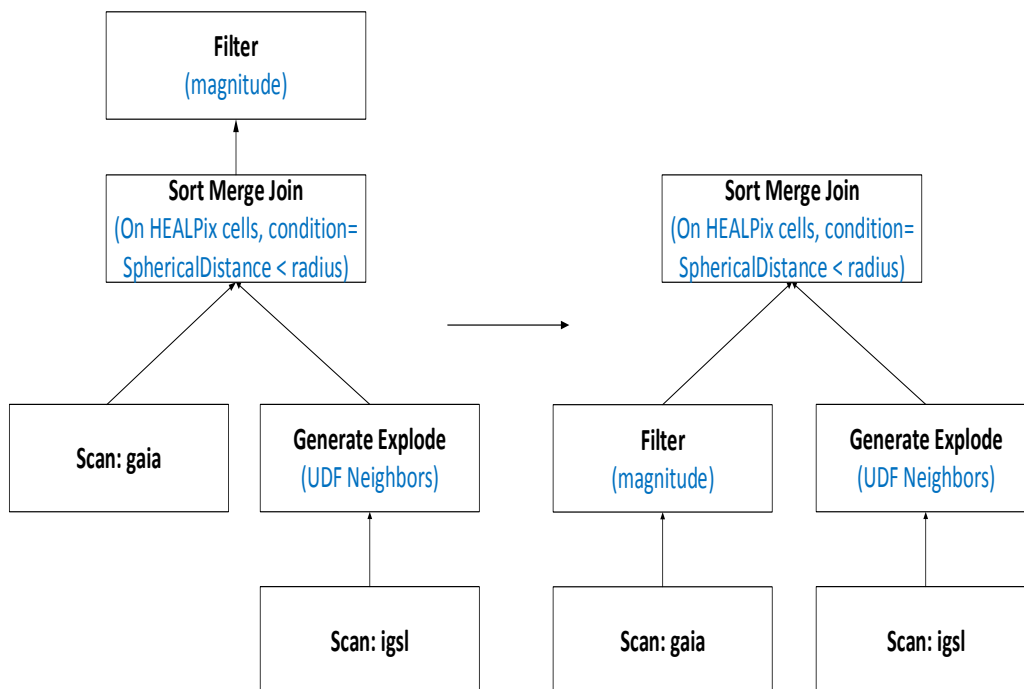 Filter
(magnitude)
Sort Merge Join
(On HEALPix cells, condition=
SphericalDistance < radius)
Scan: gaia
Generate Explode
(UDF Neighbors)
Scan: igsl
Sort Merge Join
(On HEALPix cells, condition=
SphericalDistance < radius)
Filter
(magnitude)
Generate Explode
(UDF Neighbors)
Scan: gaia
Scan: igsl